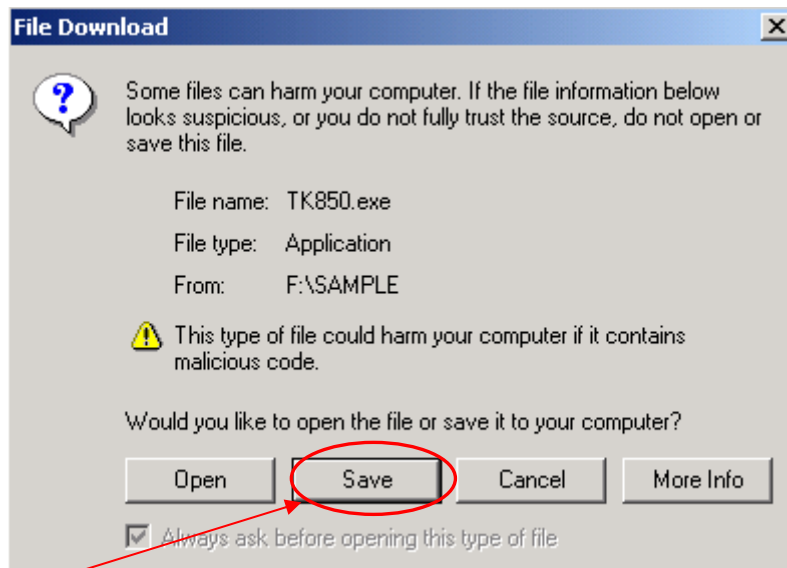 File Download
Some files can harm your computer. If the file information below
looks suspicious, or you do not fully trust the source, do not open or
save this file.
File name: TK850.exe
File type: Application
From: F:\SAMPLE
This type of file could harm your computer if it contains
malicious code.
Would you like to open the file or save it to your computer?
Open Save Cancel More Info
Always ask before opening this type of file